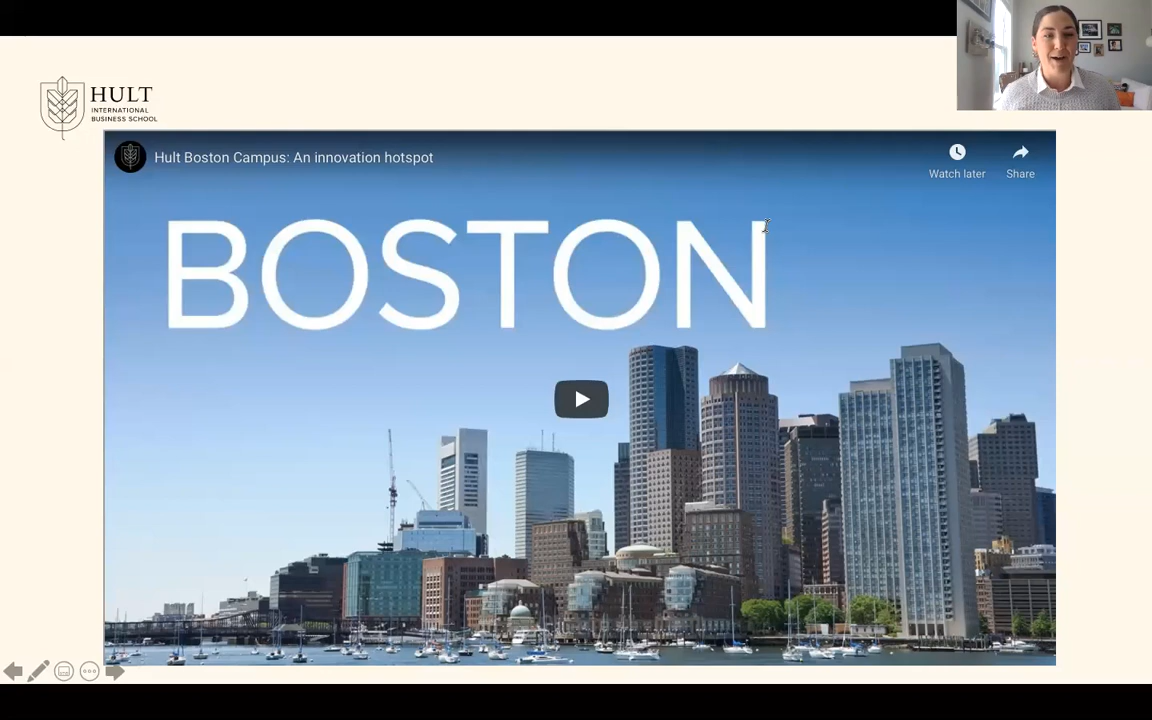 HULT
INTERNATIONAL
BUSINESS SCHOOL
Hult Boston Campus: An innovation hotspot
Watch later
Share
BOSTON